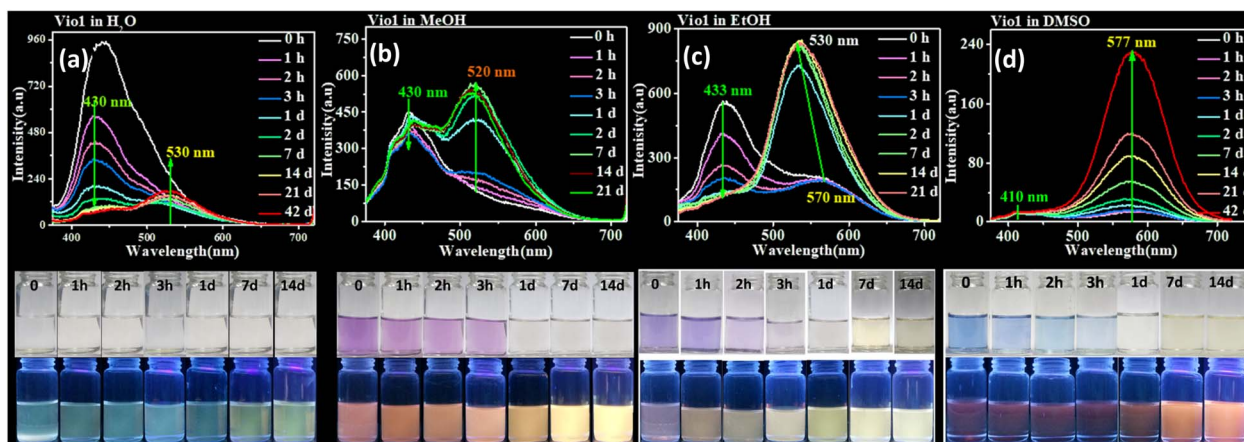 Vio1 in H2O
(a)
Intenisity(a.u)
960
720
480
240
0
430 nm
530 nm
0 h
1 h
2 h
3 h
1 d
2 d
7 d
14 d
21 d
42 d
400
500
600
700
Wavelength(nm)
Vio1 in MeOH
(b)
Intenisity(a.u)
750
600
450
300
150
0
430 nm
520 nm
0 h
1 h
2 h
3 h
1 d
2 d
7 d
14 d
21 d
400
500
600
700
Wavelength(nm)
Vio1 in EtOH
(c)
Intenisity(a.u)
900
600
300
0
433 nm
530 nm
570 nm
0 h
1 h
2 h
3 h
1 d
2 d
7 d
14 d
21 d
400
500
600
700
Wavelength(nm)
Vio1 in DMSO
(d)
Intenisity(a.u)
240
160
80
0
410 nm
577 nm
0 h
1 h
2 h
3 h
1 d
2 d
7 d
14 d
21 d
42 d
400
500
600
700
Wavelength(nm)
0 1h 2h 3h 1d 7d 14d
0 1h 2h 3h 1d 7d 14d
0 1h 2h 3h 1d 7d 14d
0 1h 2h 3h 1d 7d 14d